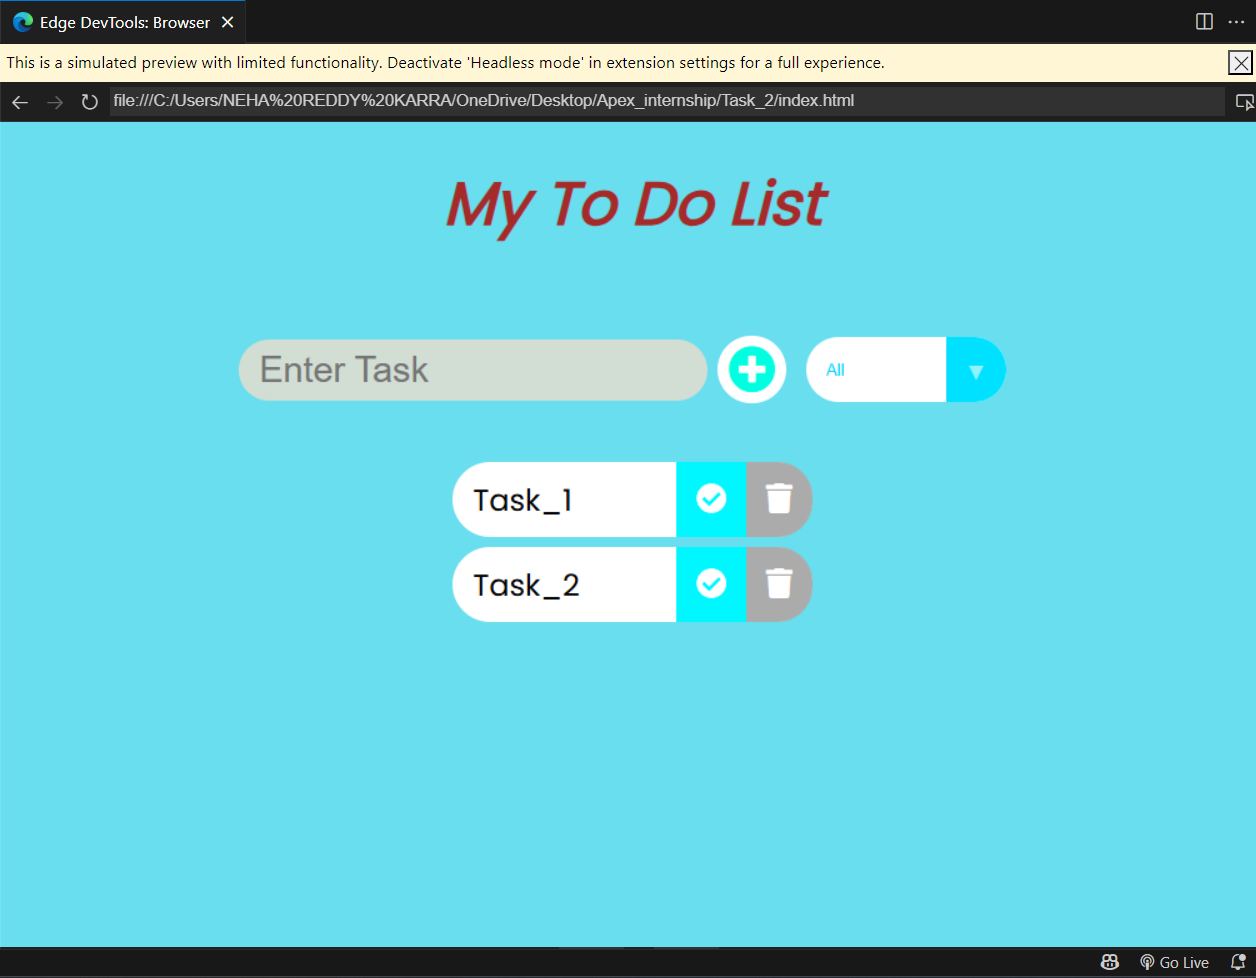 Edge DevTools: Browser
This is a simulated preview with limited functionality. Deactivate 'Headless mode' in extension settings for a full experience.
file:///C:/Users/NEHA%20REDDY%20KARRA/OneDrive/Desktop/Apex_internship/Task_2/index.html
My To Do List
Enter Task
All
Task_1
Task_2
Go Live